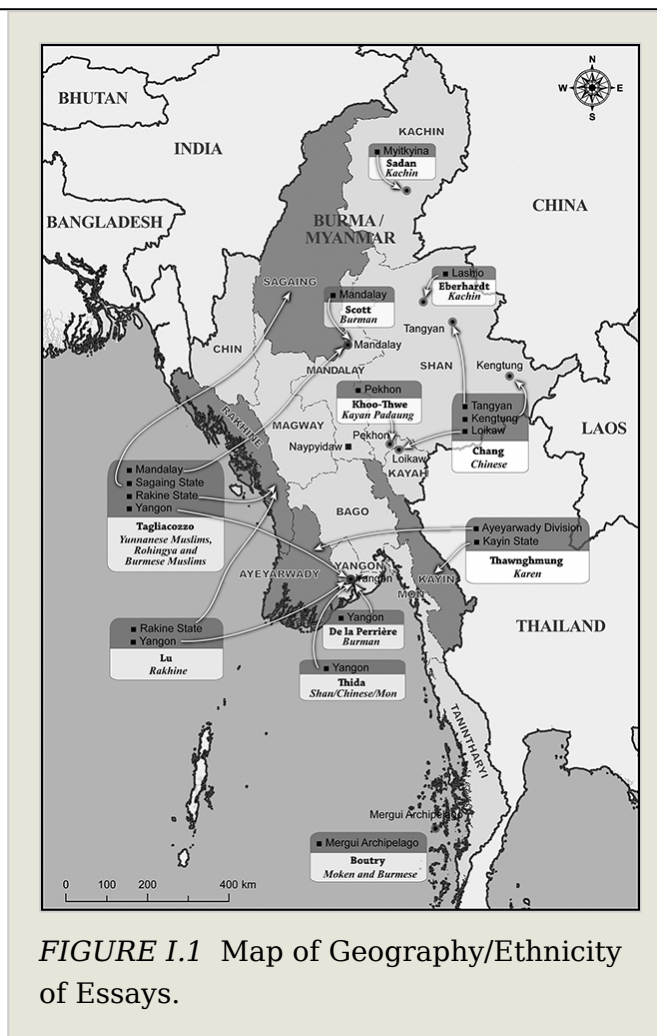 N
W E
S
BHUTAN
INDIA
CHINA
BANGLADESH
KACHIN
Myitkyina
Sadan
Kachin
BURMA /
MYANMAR
SAGAING
Lashio
Eberhardt
Kachin
Mandalay
Scott
Burman
Tangyan
Mandalay
CHIN
MANDALAY
SHAN
Kengtung
Pekhon
Khoo-Thwe
Kayan Padaung
Tangyan
Kengtung
Loikaw
Chang
Chinese
LAOS
RAKHINE
MAGWAY
Naypyidaw
Pekhon
Loikaw
KAYAH
Mandalay
Sagaing State
Rakine State
Yangon
Tagliacozzo
Yunnanese Muslims,
Rohingya and
Burmese Muslims
BAGO
Ayeyarwady Division
Kayin State
Thawnghmung
Karen
AYEYARWADY
YANGON
Yangon
KAYIN
MON
Rakine State
Yangon
Lu
Rakhine
Yangon
De la Perrière
Burman
THAILAND
Yangon
Thida
Shan/Chinese/Mon
TANINTHARYI
Mergui Archipelago
Mergui Archipelago
Boutry
Moken and Burmese
0 100 200 400 km
FIGURE I.1 Map of Geography/Ethnicity
of Essays.